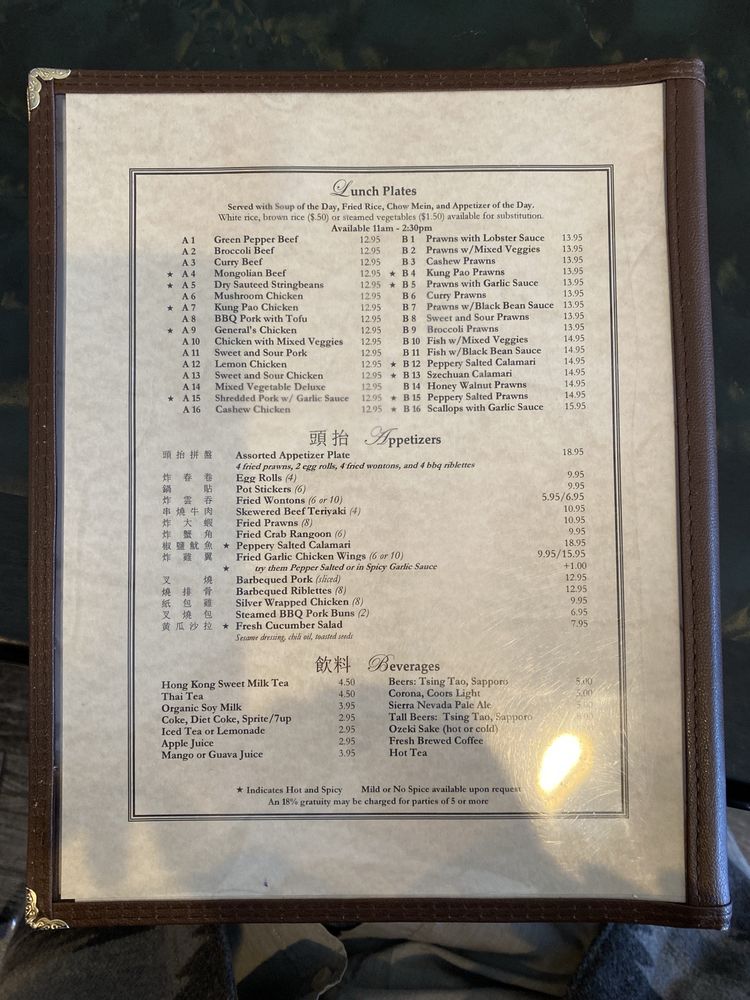 Lunch Plates
Served with Soup of the Day, Fried Rice, Chow Mein, and Appetizer of the Day.
White rice, brown rice ($.50) or steamed vegetables ($1.50) available for substitution.
Available 11am - 2:30pm
A 1 Green Pepper Beef 12.95
A 2 Broccoli Beef 12.95
A 3 Curry Beef 12.95
★ A 4 Mongolian Beef 12.95
★ A 5 Dry Sauteed Stringbeans 12.95
A 6 Mushroom Chicken 12.95
★ A 7 Kung Pao Chicken 12.95
A 8 BBQ Pork with Tofu 12.95
★ A 9 General's Chicken 12.95
A 10 Chicken with Mixed Veggies 12.95
A 11 Sweet and Sour Pork 12.95
A 12 Lemon Chicken 12.95
A 13 Sweet and Sour Chicken 12.95
A 14 Mixed Vegetable Deluxe 12.95
★ A 15 Shredded Pork w/ Garlic Sauce 12.95
A 16 Cashew Chicken 12.95
B 1 Prawns with Lobster Sauce 13.95
B 2 Prawns w/Mixed Veggies 13.95
B 3 Cashew Prawns 13.95
★ B 4 Kung Pao Prawns 13.95
★ B 5 Prawns with Garlic Sauce 13.95
B 6 Curry Prawns 13.95
B 7 Prawns w/Black Bean Sauce 13.95
B 8 Sweet and Sour Prawns 13.95
B 9 Broccoli Prawns 13.95
B 10 Fish w/Mixed Veggies 14.95
B 11 Fish w/Black Bean Sauce 14.95
★ B 12 Peppery Salted Calamari 14.95
★ B 13 Szechuan Calamari 14.95
B 14 Honey Walnut Prawns 14.95
★ B 15 Peppery Salted Prawns 14.95
★ B 16 Scallops with Garlic Sauce 15.95
頭抬 Appetizers
頭抬拼盤 Assorted Appetizer Plate 18.95
4 fried prawns, 2 egg rolls, 4 fried wontons, and 4 bbq riblettes
炸春卷 Egg Rolls (4) 9.95
鍋貼 Pot Stickers (6) 9.95
炸雲吞 Fried Wontons (6 or 10) 5.95/6.95
串燒牛肉 Skewered Beef Teriyaki (4) 10.95
炸大蝦 Fried Prawns (8) 10.95
炸蟹角 Fried Crab Rangoon (6) 9.95
椒鹽魷魚 ★ Peppery Salted Calamari 18.95
炸雞翼 Fried Garlic Chicken Wings (6 or 10) 9.95/15.95
★ try them Pepper Salted or in Spicy Garlic Sauce +1.00
叉燒 Barbequed Pork (sliced) 12.95
燒排骨 Barbequed Riblettes (8) 12.95
紙包雞 Silver Wrapped Chicken (8) 9.95
叉燒包 Steamed BBQ Pork Buns (2) 6.95
黃瓜沙拉 ★ Fresh Cucumber Salad 7.95
Sesame dressing, chili oil, toasted seeds
飲料 Beverages
Hong Kong Sweet Milk Tea 4.50
Thai Tea 4.50
Organic Soy Milk 3.95
Coke, Diet Coke, Sprite/7up 2.95
Iced Tea or Lemonade 2.95
Apple Juice 2.95
Mango or Guava Juice 3.95
Beers: Tsing Tao, Sapporo 5.00
Corona, Coors Light 5.00
Sierra Nevada Pale Ale
Tall Beers: Tsing Tao, Sapporo
Ozeki Sake (hot or cold)
Fresh Brewed Coffee
Hot Tea
★ Indicates Hot and Spicy Mild or No Spice available upon request
An 18% gratuity may be charged for parties of 5 or more